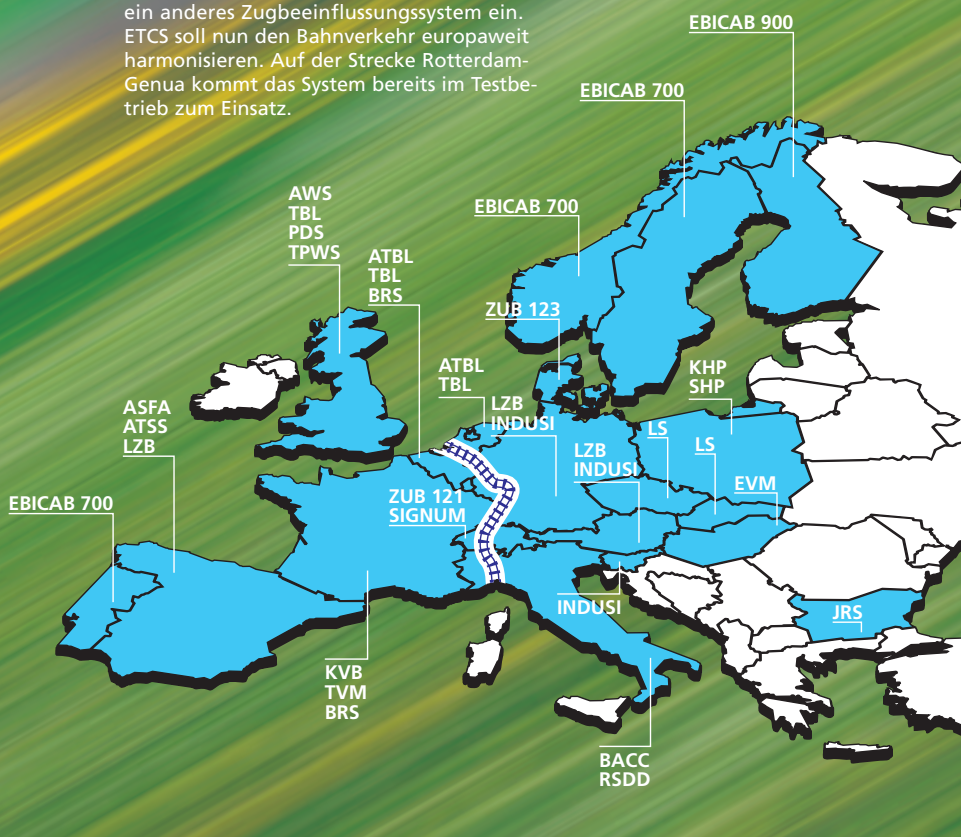 ein anderes Zugbeeinflussungssystem ein.
ETCS soll nun den Bahnverkehr europaweit
harmonisieren. Auf der Strecke Rotterdam-
Genua kommt das System bereits im Testbe-
trieb zum Einsatz.
EBICAB 900
EBICAB 700
EBICAB 700
AWS
TBL
PDS
TPWS
ATBL
TBL
BRS
ZUB 123
ATBL
TBL
LZB
INDUSI
KHP
SHP
ASFA
ATSS
LZB
LS
LS
LZB
INDUSI
EVM
EBICAB 700
ZUB 121
SIGNUM
INDUSI
JRS
KVB
TVM
BRS
BACC
RSDD